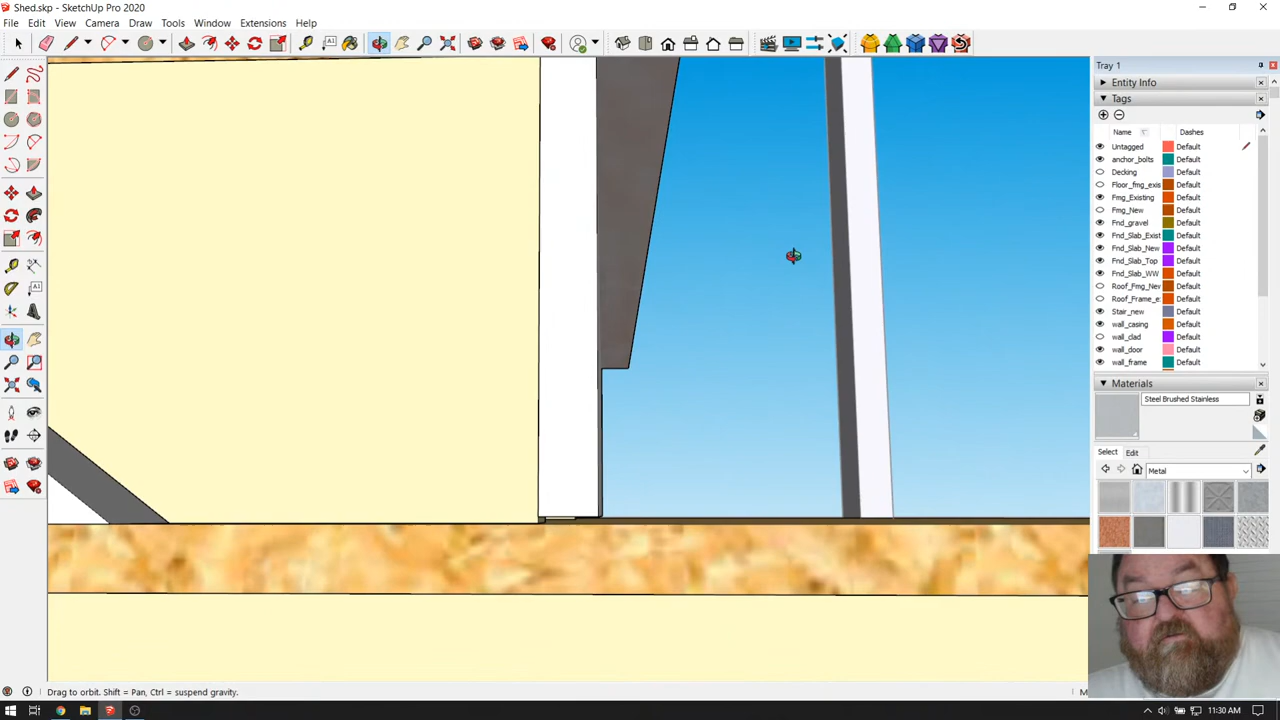 Shed.skp - SketchUp Pro 2020
File Edit View Camera Draw Tools Window Extensions Help
Tray 1
Entity Info
Tags
Name Dashes
Untagged Default
anchor_bolts Default
Decking Default
Floor_fmg_exis Default
Fmg_Existing Default
Fmg_New Default
Fnd_gravel Default
Fnd_Slab_Exist Default
Fnd_Slab_New Default
Fnd_Slab_Top Default
Fnd_Slab_WW Default
Roof_Fmg_Nev Default
Roof_Frame_e Default
Stair_new Default
wall_casing Default
wall_clad Default
wall_door Default
wall_frame Default
Materials
Steel Brushed Stainless
Select Edit
Metal
Drag to orbit. Shift = Pan, Ctrl = suspend gravity.
M
11:30 AM